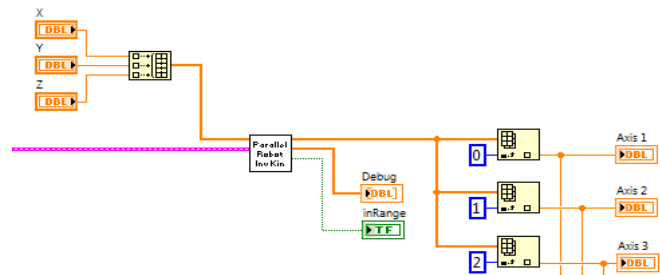 X
DBL
Y
DBL
Z
DBL
Parallel
Robot
InvKin
Debug
DBL
inRange
TF
0
Axis 1
DBL
1
Axis 2
DBL
2
Axis 3
DBL